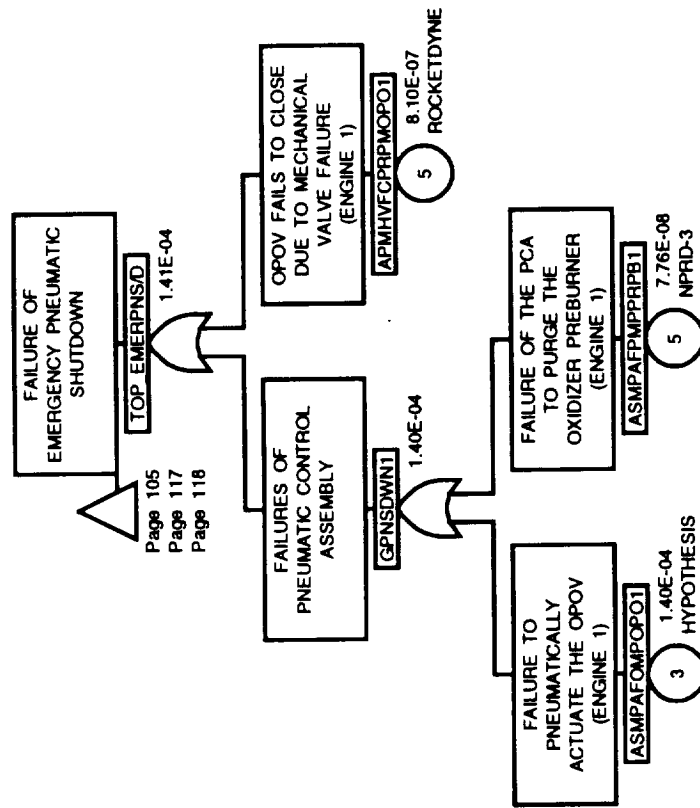 FAILURE OF
EMERGENCY PNEUMATIC
SHUTDOWN
TOP EMERPNS/D
1.41E-04
Page 105
Page 117
Page 118
FAILURES OF
PNEUMATIC CONTROL
ASSEMBLY
GPNSDWN1
1.40E-04
OPOV FAILS TO CLOSE
DUE TO MECHANICAL
VALVE FAILURE
(ENGINE 1)
APMHVFCPRPMOPO1
5
8.10E-07
ROCKETDYNE
FAILURE TO
PNEUMATICALLY
ACTUATE THE OPOV
(ENGINE 1)
ASMPAFOMPOPO1
3
1.40E-04
HYPOTHESIS
FAILURE OF THE PCA
TO PURGE THE
OXIDIZER PREBURNER
(ENGINE 1)
ASMPAFPMPPRPB1
5
7.76E-08
NPRD-3